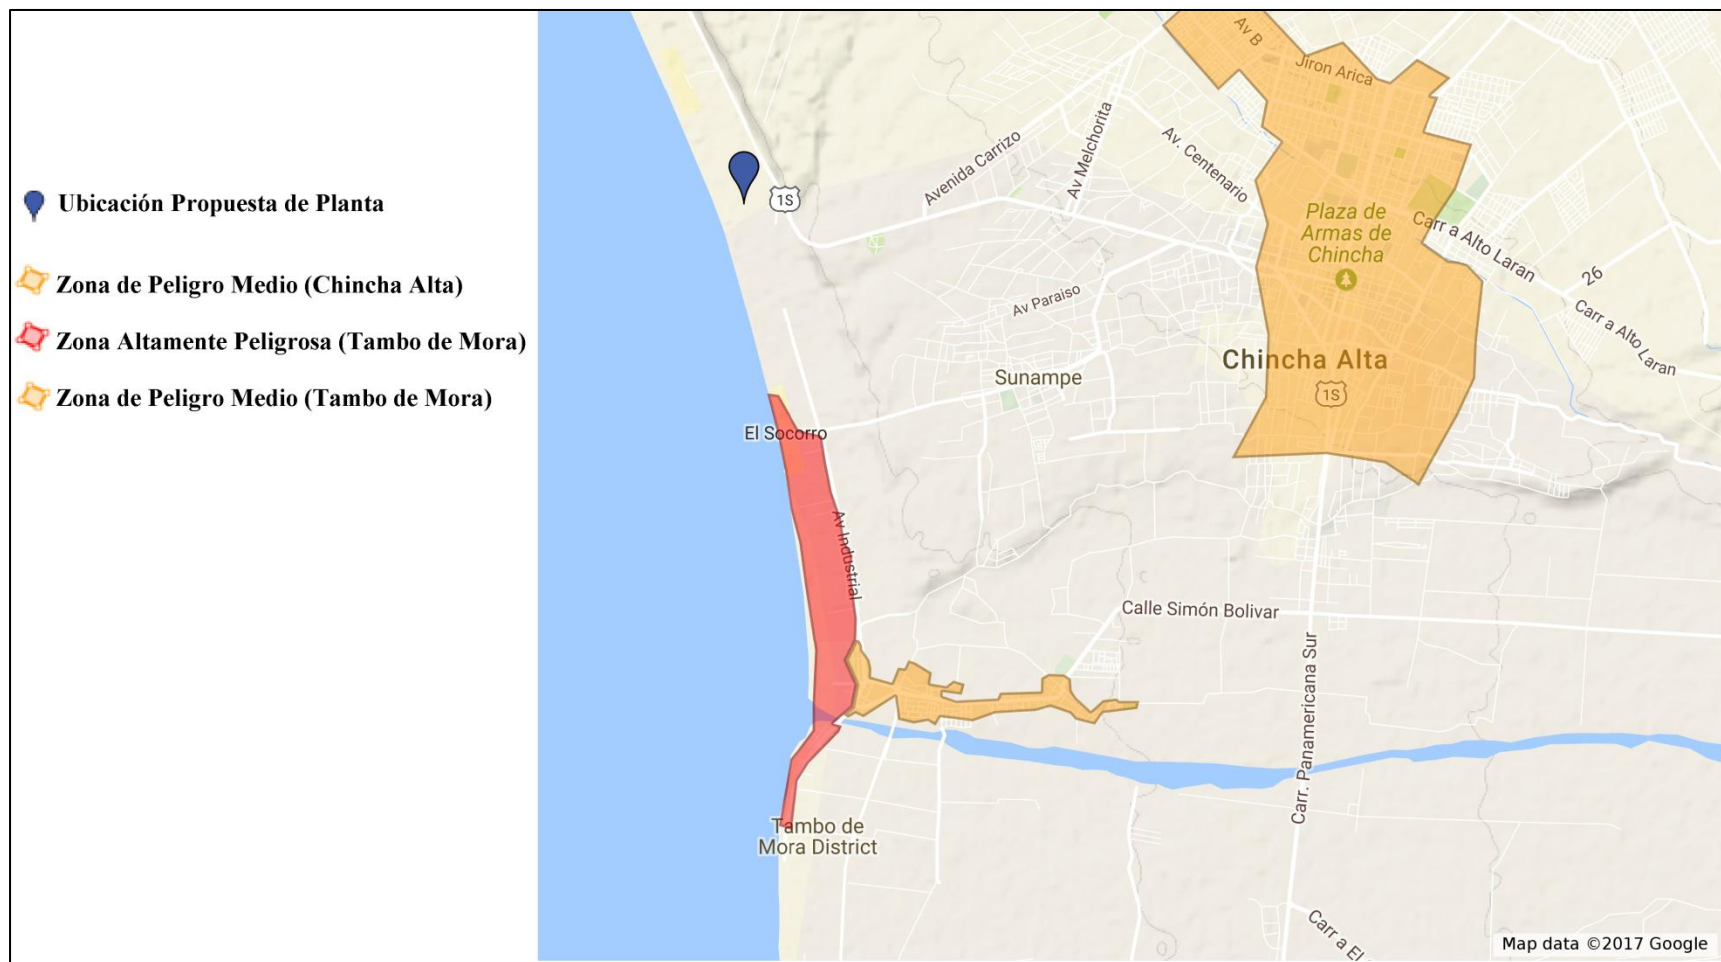 Ubicación Propuesta de Planta
Zona de Peligro Medio (Chincha Alta)
Zona Altamente Peligrosa (Tambo de Mora)
Zona de Peligro Medio (Tambo de Mora)
Av B
Jiron Arica
Avenida Carrizo
Av Melchorita
Av. Centenario
1S
Plaza de
Armas de
Chincha
Carr a Alto Laran
26
Carr a Alto Laran
Av Paraiso
Chincha Alta
Sunampe
1S
El Socorro
Av Industrial
Calle Simón Bolivar
Carr. Panamericana Sur
Tambo de
Mora District
Carr a El
Map data ©2017 Google